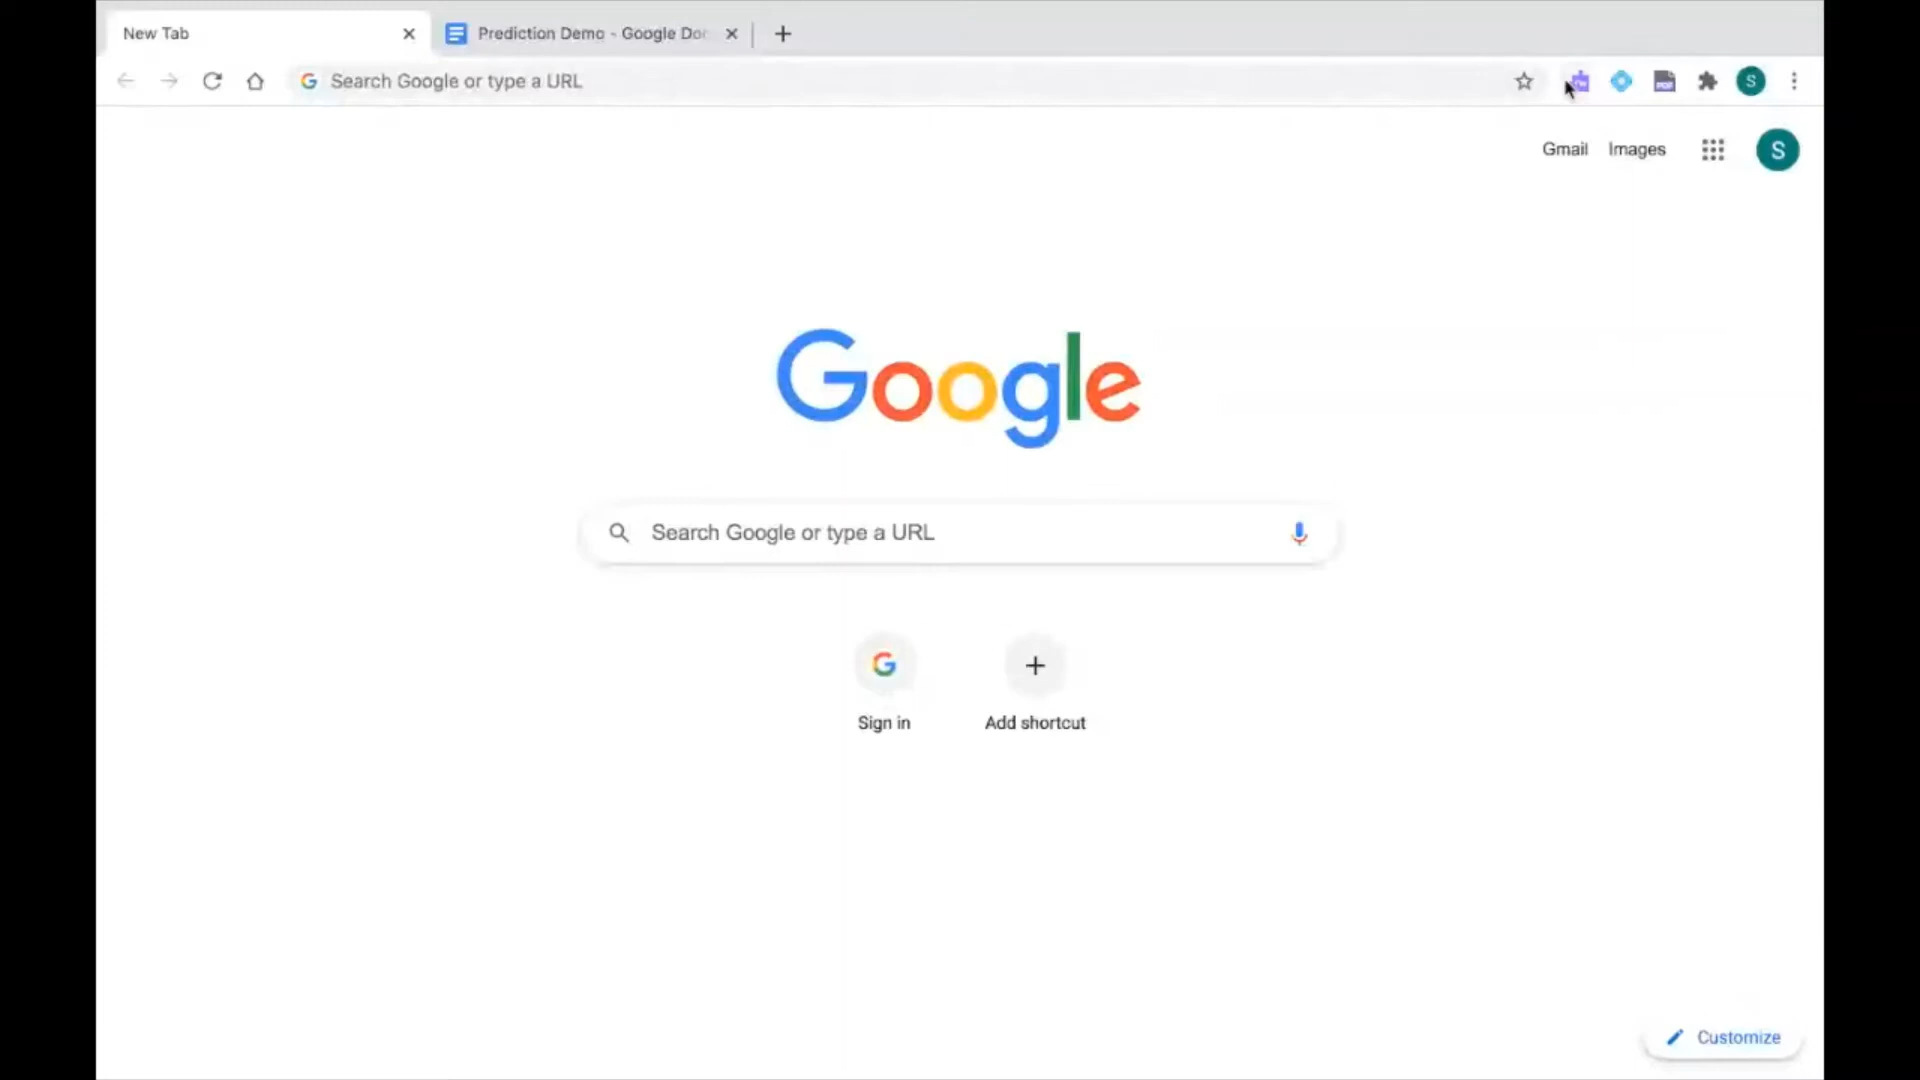 New Tab
Prediction Demo - Google Do
Search Google or type a URL
S
Gmail
Images
S
Google
Search Google or type a URL
Sign in
Add shortcut
Customize